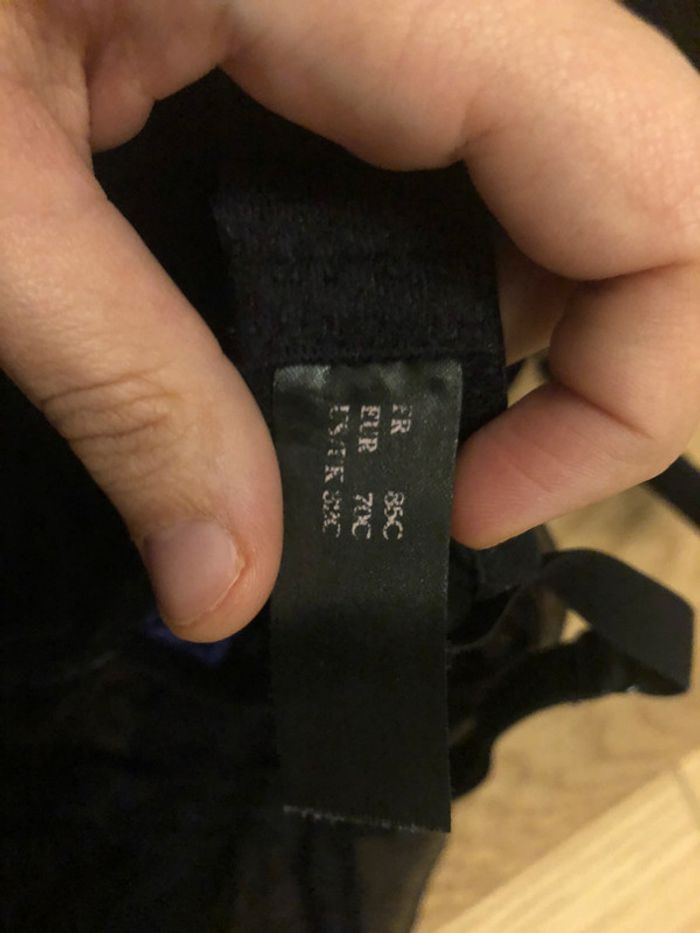 FR 85C
EUR 70C
US/UK 32C